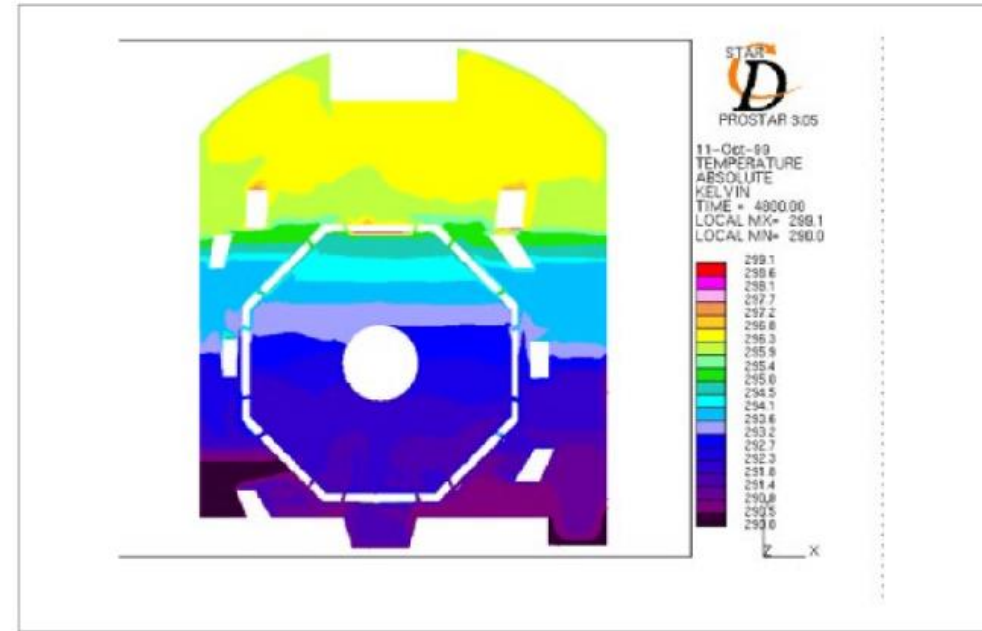 STAR
D
PROSTAR 3.05
11-Oct-99
TEMPERATURE
ABSOLUTE
KELVIN
TIME = 4800.00
LOCAL MX= 299.1
LOCAL MN= 290.0
299.1
298.6
298.1
297.7
297.2
296.8
296.3
295.9
295.4
295.0
294.5
294.1
293.6
293.2
292.7
292.3
291.8
291.4
290.5
290.0
Z
X